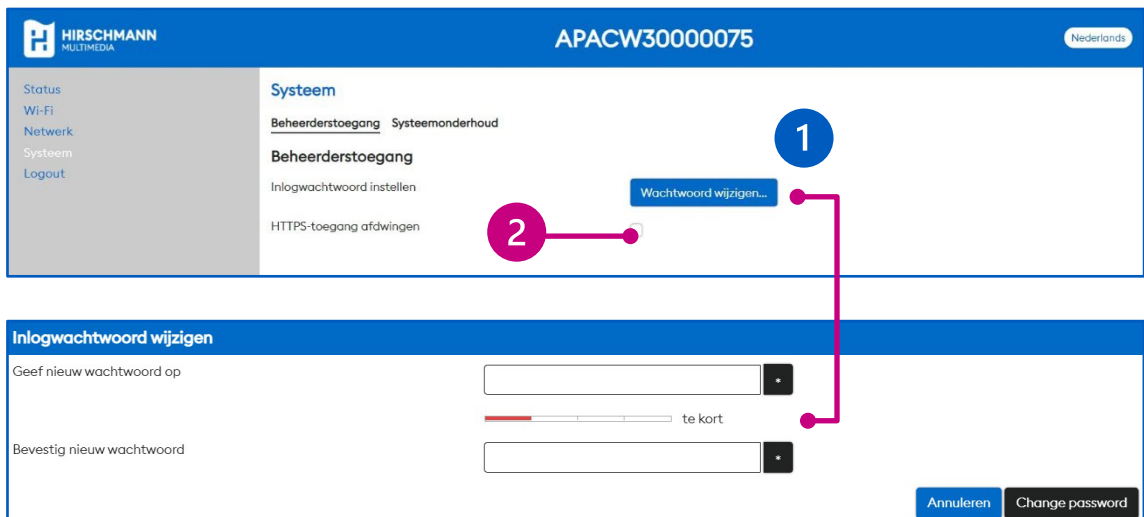 HIRSCHMANN
MULTIMEDIA
APACW30000075
Nederlands
Status
Wi-Fi
Netwerk
Systeem
Logout
Systeem
Beheerderstoegang Systeemonderhoud
Beheerderstoegang
1
Inlogwachtwoord instellen
Wachtwoord wijzigen...
HTTPS-toegang afdwingen
2
Inlogwachtwoord wijzigen
Geef nieuw wachtwoord op
*
te kort
Bevestig nieuw wachtwoord
*
Annuleren
Change password